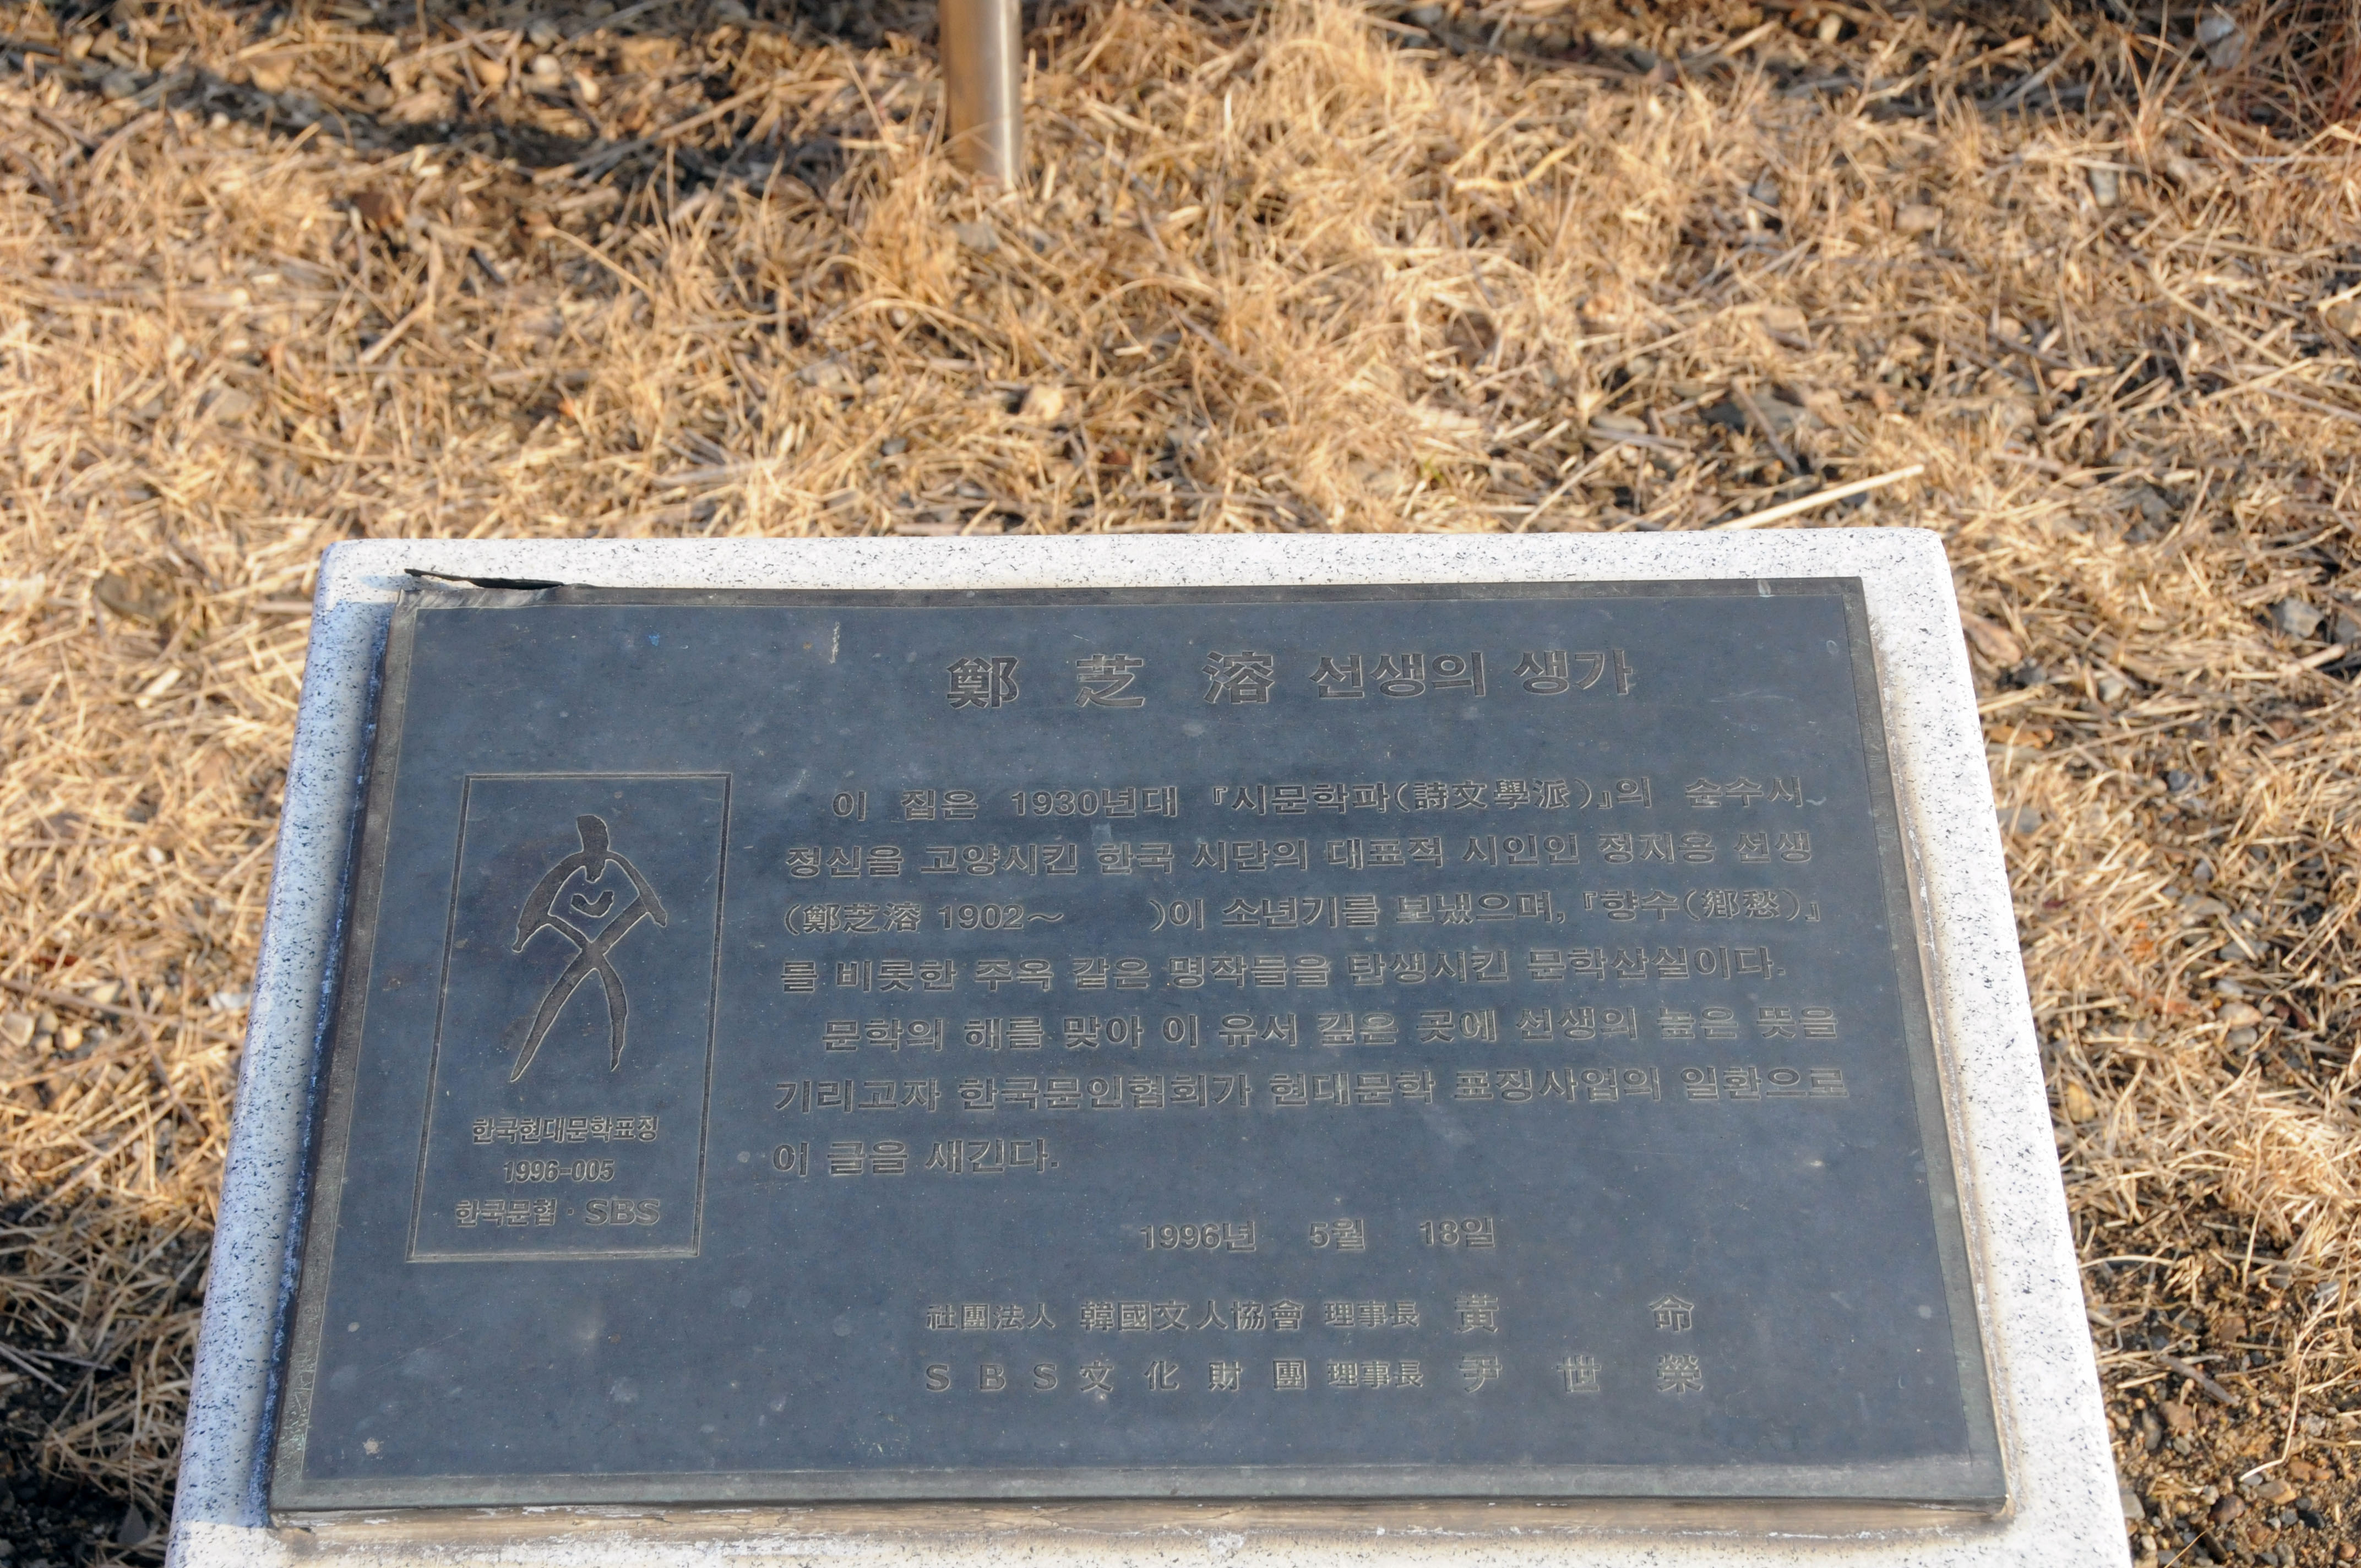 鄭 芝 溶 선생의 생가
이 집은 1930년대 『시문학파(詩文學派)』의 순수시
정신을 고양시킨 한국 시단의 대표적 시인인 정지용 선생
(鄭芝溶 1902~ )이 소년기를 보냈으며, 『향수(鄕愁)』
를 비롯한 주옥 같은 명작들을 탄생시킨 문학산실이다.
문학의 해를 맞아 이 유서 깊은 곳에 선생의 높은 뜻을
기리고자 한국문인협회가 현대문학 표징사업의 일환으로
이 글을 새긴다.
1996년 5월 18일
社團法人 韓國文人協會 理事長 黃 命
SBS文化財團 理事長 尹世榮
한국현대문학표징
1996-005
한국문협·SBS